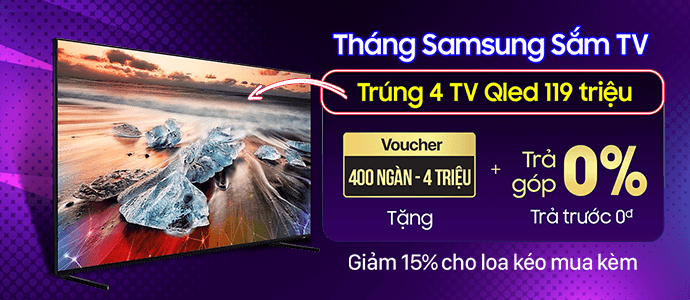 Tháng Samsung Sắm TV
Trúng 4 TV Qled 119 triệu
Voucher
400 NGÀN - 4 TRIỆU
Tặng
+
Trả góp 0%
Trả trước 0đ
Giảm 15% cho loa kéo mua kèm